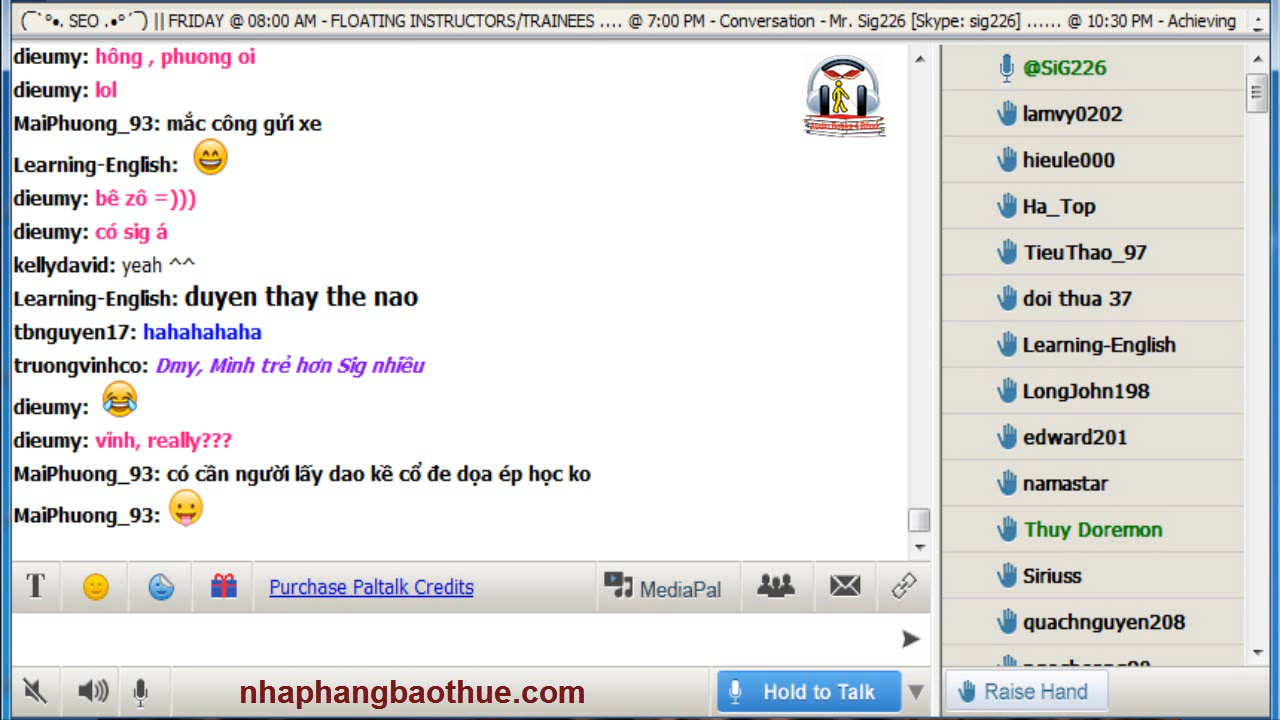 (¯`°•. SEO .•°´¯) || FRIDAY @ 08:00 AM - FLOATING INSTRUCTORS/TRAINEES .... @ 7:00 PM - Conversation - Mr. Sig226 [Skype: sig226] ...... @ 10:30 PM - Achieving
dieumy: hông , phuong oi
dieumy: lol
MaiPhuong_93: mắc công gửi xe
Learning-English:
dieumy: bê zô =)))
dieumy: có sig á
kellydavid: yeah ^^
Learning-English: duyen thay the nao
tbnguyen17: hahahahaha
truongvinhco: Dmy, Mình trẻ hơn Sig nhiều
dieumy:
dieumy: vĩnh, really???
MaiPhuong_93: có cần người lấy dao kề cổ đe dọa ép học ko
MaiPhuong_93:
@SiG226
lamvy0202
hieule000
Ha_Top
TieuThao_97
doi thua 37
Learning-English
LongJohn198
edward201
namastar
Thuy Doremon
Siriuss
quachnguyen208
T
Purchase Paltalk Credits
MediaPal
nhaphangbaothue.com
Hold to Talk
Raise Hand